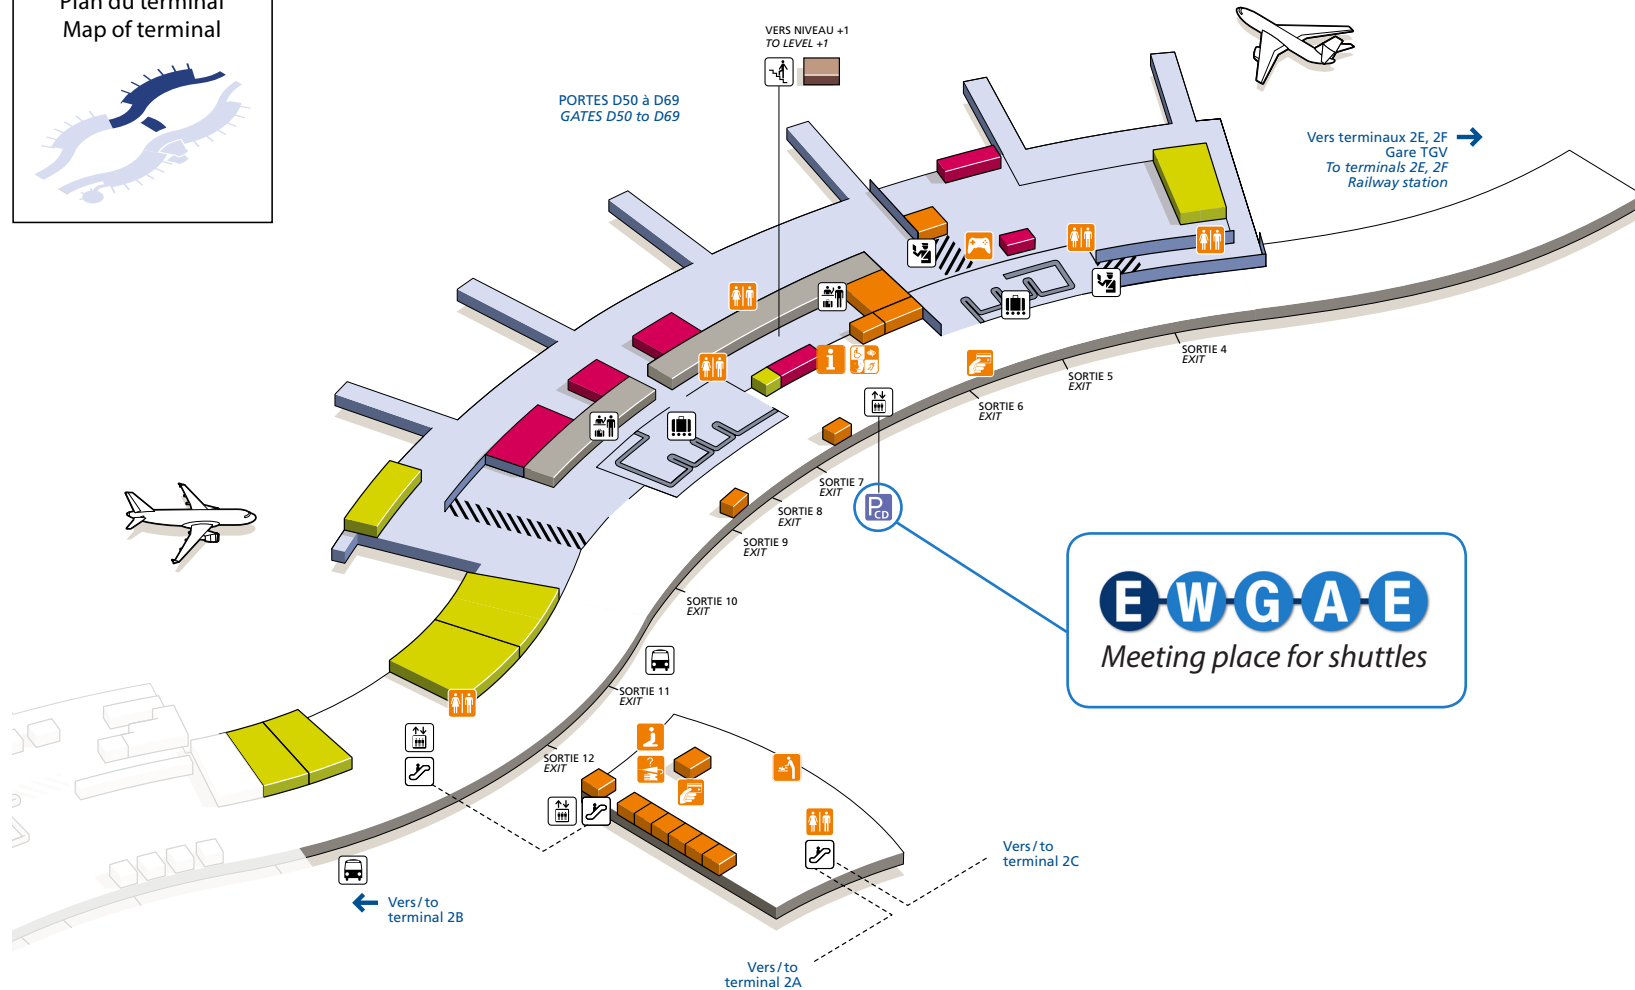 Plan du terminal
Map of terminal
VERS NIVEAU +1
TO LEVEL +1
PORTES D50 à D69
GATES D50 to D69
Vers terminaux 2E, 2F
Gare TGV
To terminals 2E, 2F
Railway station
SORTIE 4
EXIT
SORTIE 5
EXIT
SORTIE 6
EXIT
SORTIE 7
EXIT
SORTIE 8
EXIT
SORTIE 9
EXIT
PCD
SORTIE 10
EXIT
E-W-G-A-E
Meeting place for shuttles
SORTIE 11
EXIT
SORTIE 12
EXIT
i
?
Vers/to
terminal 2C
Vers/to
terminal 2B
Vers/to
terminal 2A